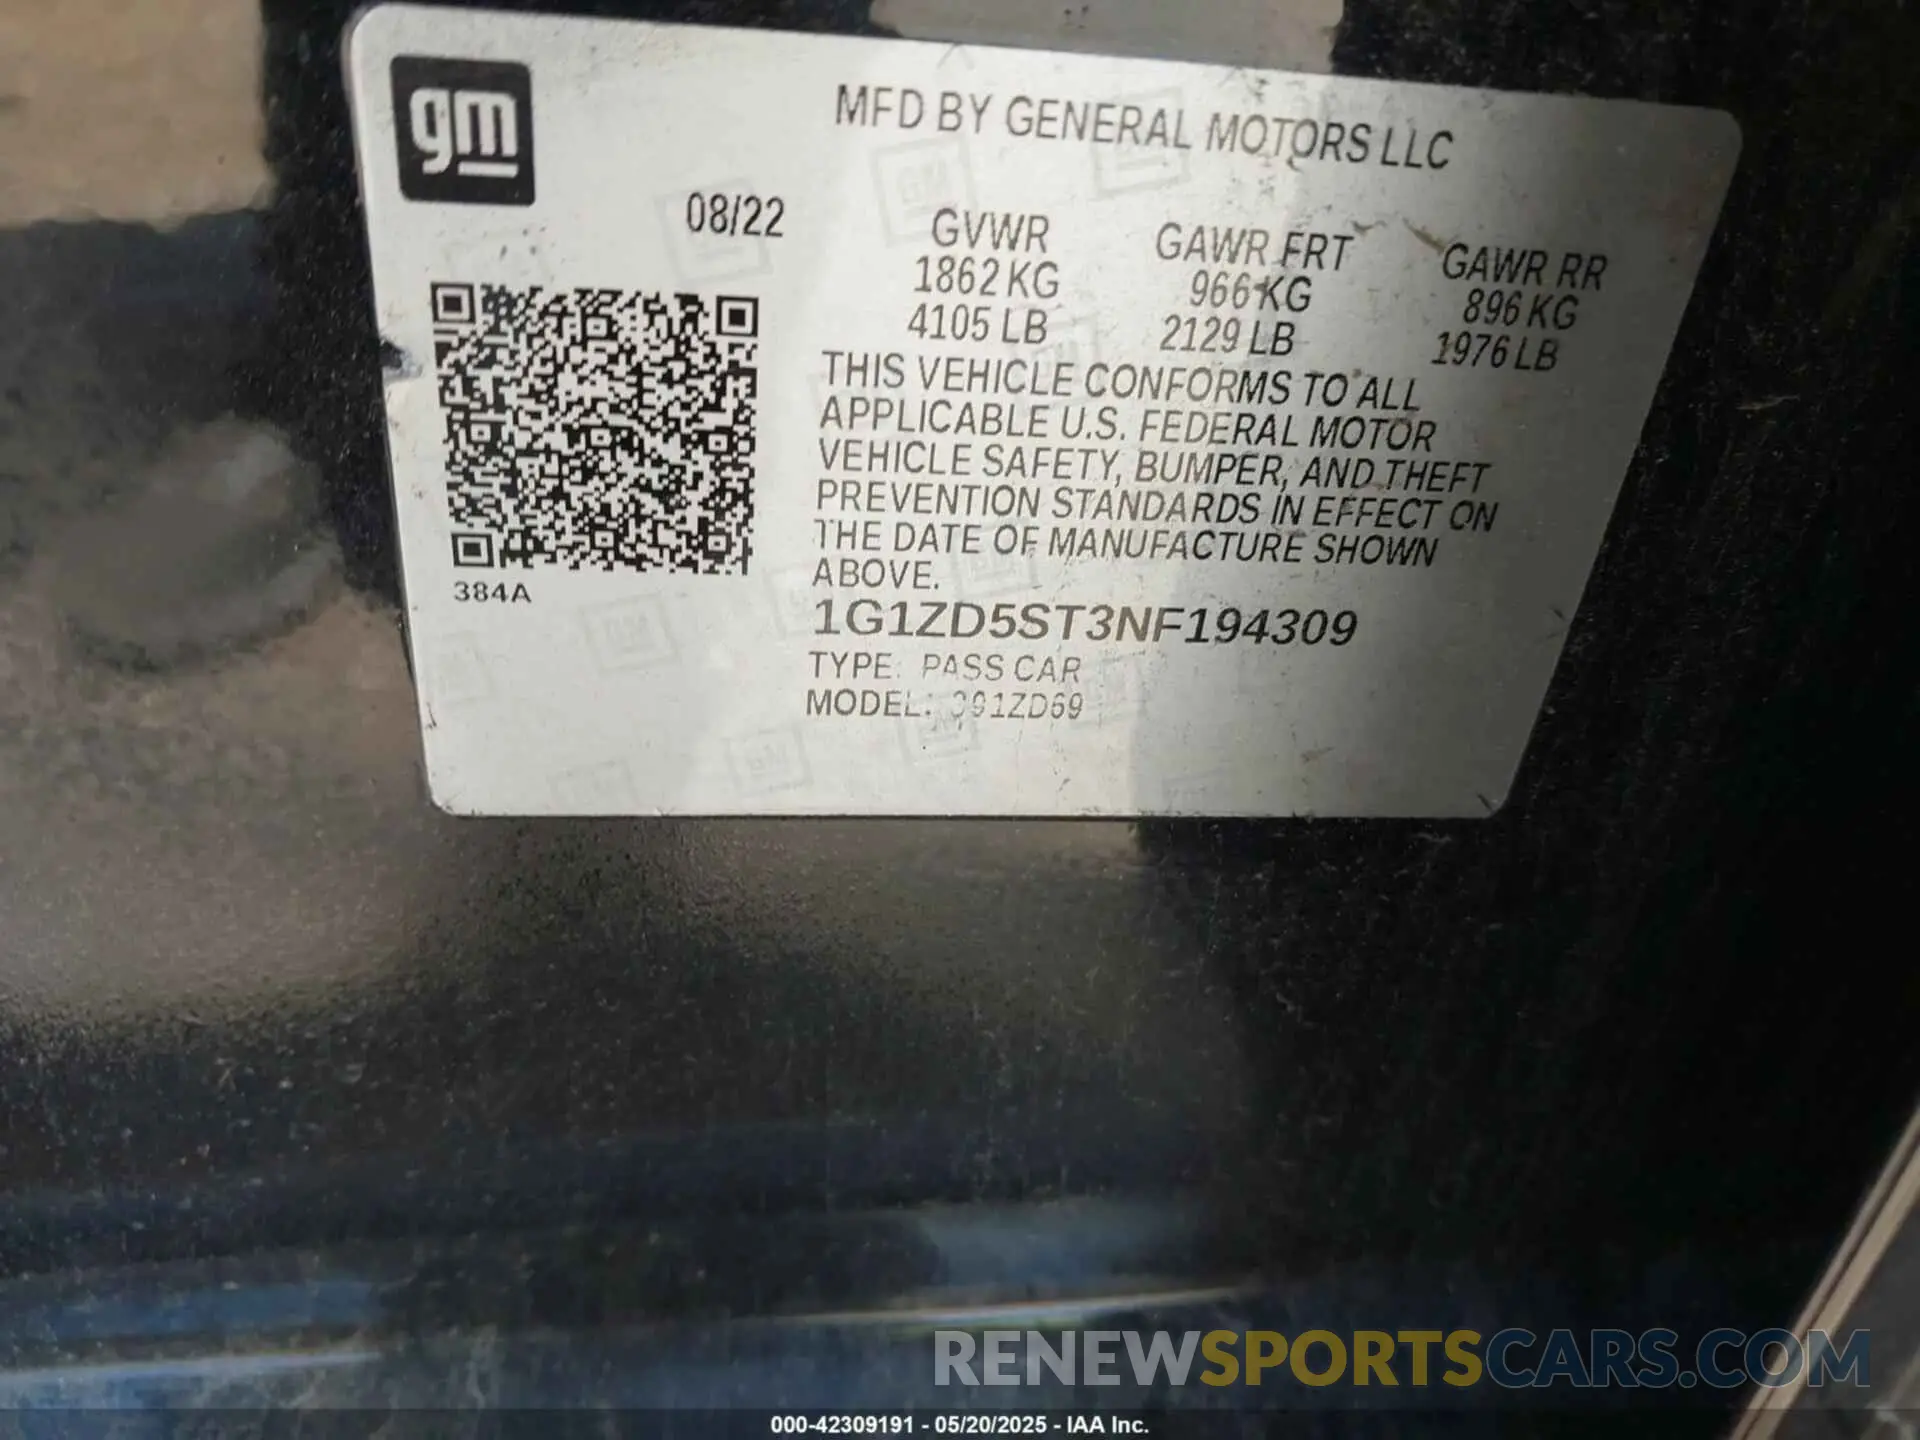 gm
MFD BY GENERAL MOTORS LLC
08/22
GVWR GAWR FRT GAWR RR
1862 KG 966 KG 896 KG
4105 LB 2129 LB 1976 LB
THIS VEHICLE CONFORMS TO ALL
APPLICABLE U.S. FEDERAL MOTOR
VEHICLE SAFETY, BUMPER, AND THEFT
PREVENTION STANDARDS IN EFFECT ON
THE DATE OF MANUFACTURE SHOWN
ABOVE.
384A
1G1ZD5ST3NF194309
TYPE: PASS CAR
MODEL:
RENEWSPORTSCARS.COM
000-42309191 - 05/20/2025 - IAA Inc.